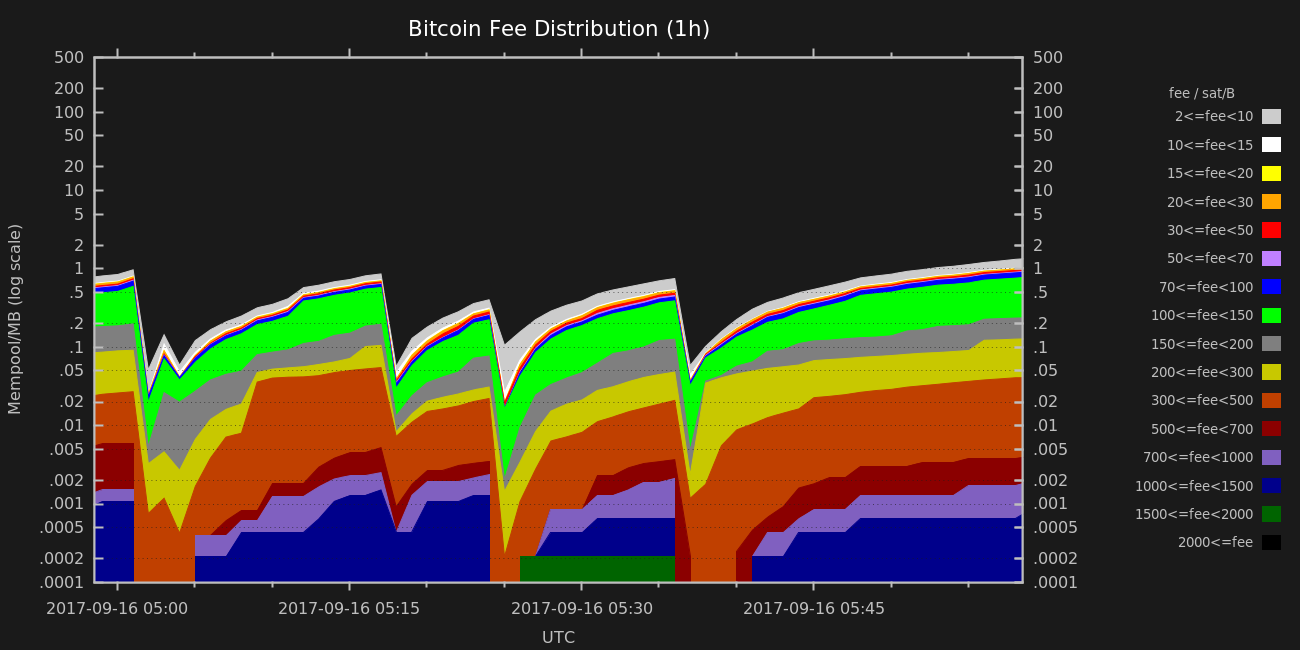 Bitcoin Fee Distribution (1h)
Mempool/MB (log scale)
500
200
100
50
20
10
5
2
1
.5
.2
.1
.05
.02
.01
.005
.002
.001
.0005
.0002
.0001
500
200
100
50
20
10
5
2
1
.5
.2
.1
.05
.02
.01
.005
.002
.001
.0005
.0002
.0001
2017-09-16 05:00 2017-09-16 05:15 2017-09-16 05:30 2017-09-16 05:45
UTC
fee / sat/B
2<=fee<10
10<=fee<15
15<=fee<20
20<=fee<30
30<=fee<50
50<=fee<70
70<=fee<100
100<=fee<150
150<=fee<200
200<=fee<300
300<=fee<500
500<=fee<700
700<=fee<1000
1000<=fee<1500
1500<=fee<2000
2000<=fee